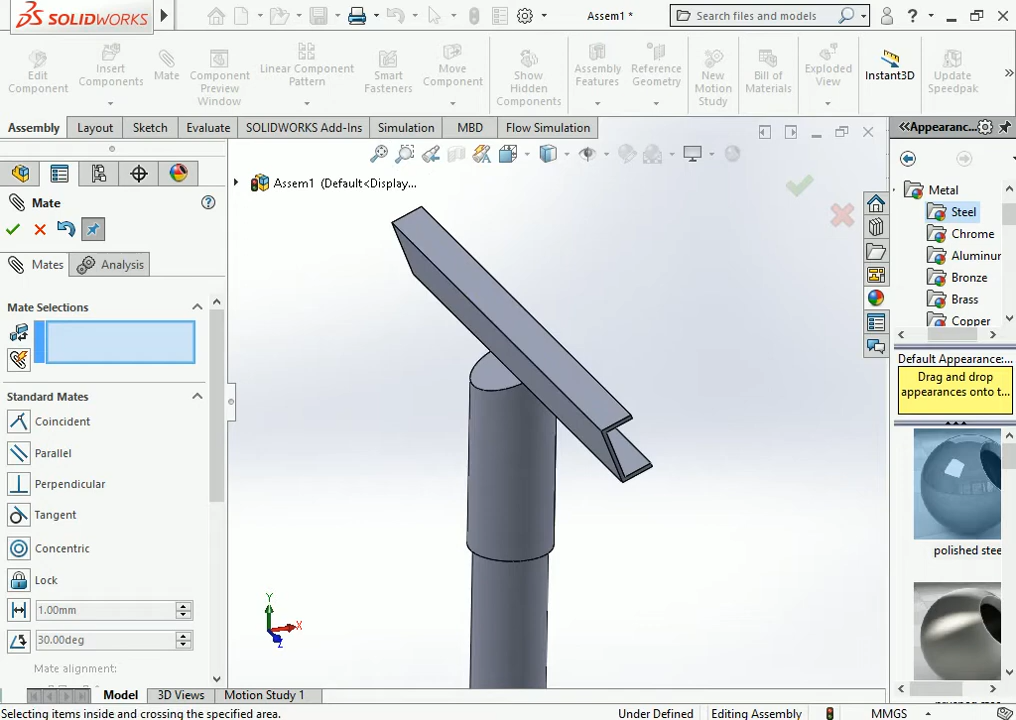 SOLIDWORKS
Assem1 *
Search files and models
?
Edit
Component
Insert
Components
Mate
Component
Preview
Window
Linear Component
Pattern
Smart
Fasteners
Move
Component
Show
Hidden
Components
Assembly
Features
Reference
Geometry
New
Motion
Study
Bill of
Materials
Exploded
View
Instant3D
Update
Speedpak
»
Assembly
Layout
Sketch
Evaluate
SOLIDWORKS Add-Ins
Simulation
MBD
Flow Simulation
Assem1 (Default<Display...
Mate
?
Mates
Analysis
Mate Selections
Standard Mates
Coincident
Parallel
Perpendicular
Tangent
Concentric
Lock
1.00mm
30.00deg
Mate alignment:
Y
X
Z
<<Appearanc...
Metal
Steel
Chrome
Aluminur
Bronze
Brass
Copper
Default Appearance:...
Drag and drop
appearances onto t...
polished stee
Model
3D Views
Motion Study 1
Selecting items inside and crossing the specified area.
Under Defined
Editing Assembly
MMGS